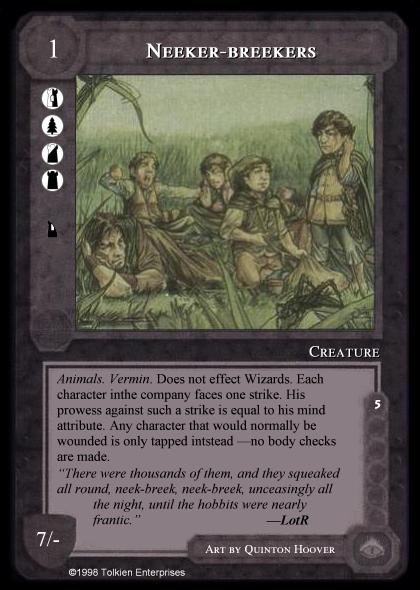 1
NEEKER-BREEKERS
CREATURE
Animals. Vermin. Does not effect Wizards. Each
character inthe company faces one strike. His
prowess against such a strike is equal to his mind
attribute. Any character that would normally be
wounded is only tapped intstead —no body checks
are made.
5
“There were thousands of them, and they squeaked
all round, neek-breek, neek-breek, unceasingly all
the night, until the hobbits were nearly
frantic.” —LotR
7/-
ART BY QUINTON HOOVER
©1998 Tolkien Enterprises